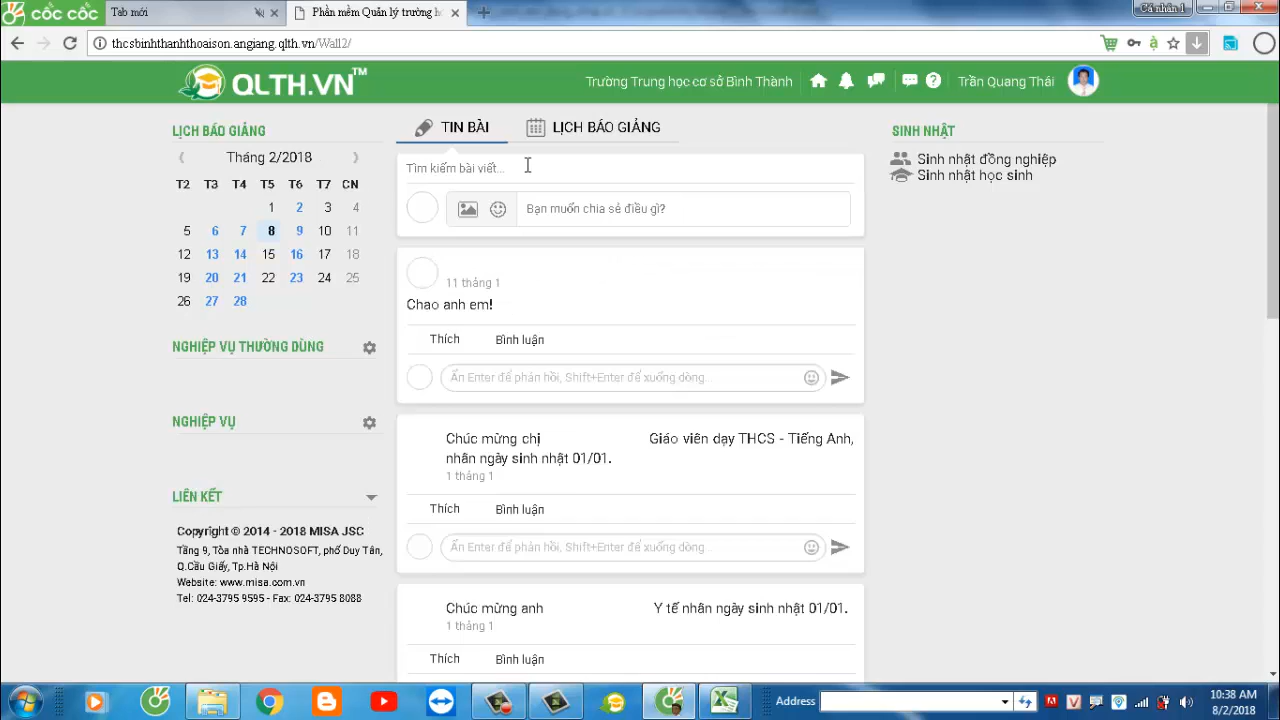 cốc cốc
Tab mới
Phần mềm Quản lý trường h
Cá nhân 1
thcsbinhthanhthoaison.angiang.qlth.vn/Wall2/
QLTH.VN™
Trường Trung học cơ sở Bình Thành
Trần Quang Thái
LỊCH BÁO GIẢNG
Tháng 2/2018
T2 T3 T4 T5 T6 T7 CN
1 2 3 4
5 6 7 8 9 10 11
12 13 14 15 16 17 18
19 20 21 22 23 24 25
26 27 28
NGHIỆP VỤ THƯỜNG DÙNG
NGHIỆP VỤ
LIÊN KẾT
Copyright © 2014 - 2018 MISA JSC
Tầng 9, Tòa nhà TECHNOSOFT, phố Duy Tân,
Q.Cầu Giấy, Tp.Hà Nội
Website: www.misa.com.vn
Tel: 024-3795 9595 - Fax: 024-3795 8088
TIN BÀI
LỊCH BÁO GIẢNG
Tìm kiếm bài viết...
Bạn muốn chia sẻ điều gì?
11 tháng 1
Chao anh em!
Thích Bình luận
Ấn Enter để phản hồi, Shift+Enter để xuống dòng...
Chúc mừng chị Giáo viên dạy THCS - Tiếng Anh,
nhân ngày sinh nhật 01/01.
1 tháng 1
Thích Bình luận
Ấn Enter để phản hồi, Shift+Enter để xuống dòng...
Chúc mừng anh Y tế nhân ngày sinh nhật 01/01.
1 tháng 1
Thích Bình luận
SINH NHẬT
Sinh nhật đồng nghiệp
Sinh nhật học sinh
Address
10:38 AM
8/2/2018